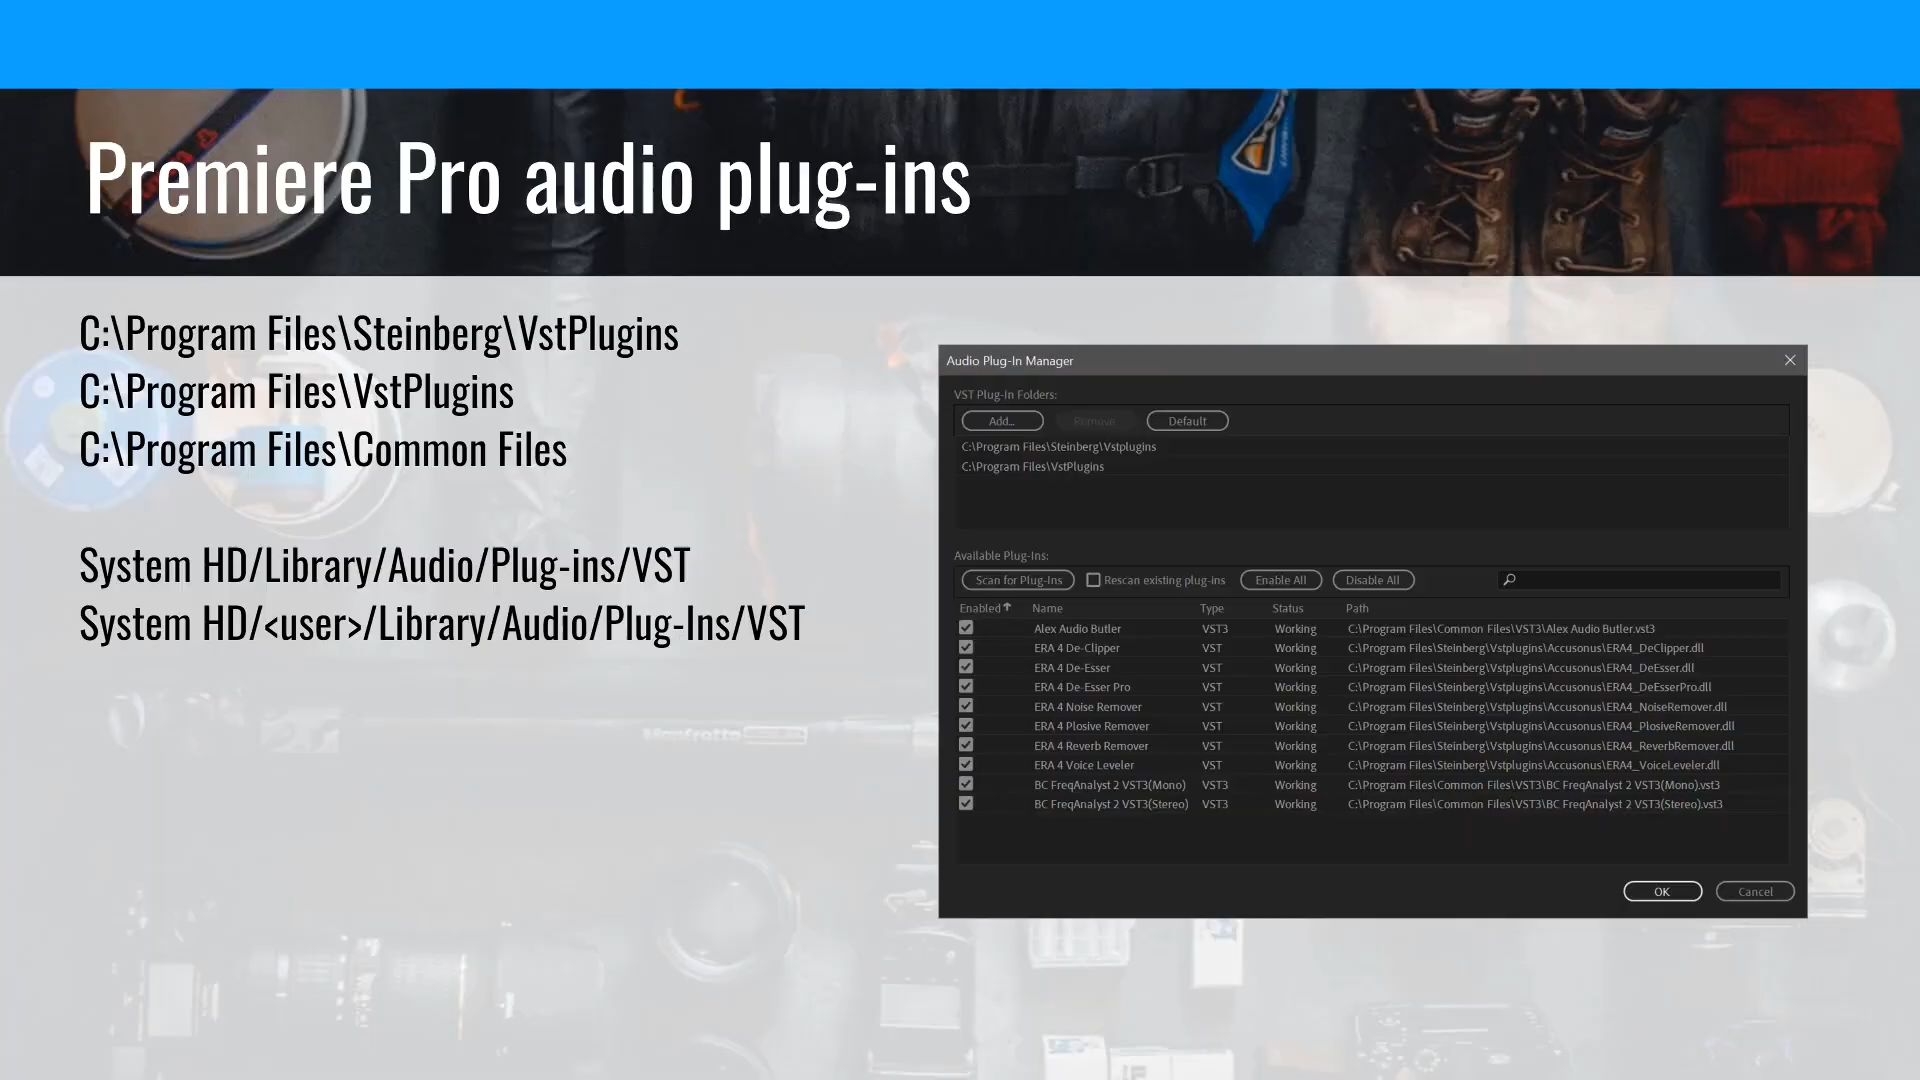 Premiere Pro audio plug-ins
C:\Program Files\Steinberg\VstPlugins
C:\Program Files\VstPlugins
C:\Program Files\Common Files
System HD/Library/Audio/Plug-ins/VST
System HD/<user>/Library/Audio/Plug-Ins/VST
Audio Plug-In Manager
VST Plug-In Folders:
Add... Remove Default
C:\Program Files\Steinberg\Vstplugins
C:\Program Files\VstPlugins
Available Plug-Ins:
Scan for Plug-Ins Rescan existing plug-ins Enable All Disable All
Enabled Name Type Status Path
Alex Audio Butler VST3 Working C:\Program Files\Common Files\VST3\Alex Audio Butler.vst3
ERA 4 De-Clipper VST Working C:\Program Files\Steinberg\Vstplugins\Accusonus\ERA4_DeClipper.dll
ERA 4 De-Esser VST Working C:\Program Files\Steinberg\Vstplugins\Accusonus\ERA4_DeEsser.dll
ERA 4 De-Esser Pro VST Working C:\Program Files\Steinberg\Vstplugins\Accusonus\ERA4_DeEsserPro.dll
ERA 4 Noise Remover VST Working C:\Program Files\Steinberg\Vstplugins\Accusonus\ERA4_NoiseRemover.dll
ERA 4 Plosive Remover VST Working C:\Program Files\Steinberg\Vstplugins\Accusonus\ERA4_PlosiveRemover.dll
ERA 4 Reverb Remover VST Working C:\Program Files\Steinberg\Vstplugins\Accusonus\ERA4_ReverbRemover.dll
ERA 4 Voice Leveler VST Working C:\Program Files\Steinberg\Vstplugins\Accusonus\ERA4_VoiceLeveler.dll
BC FreqAnalyst 2 VST3(Mono) VST3 Working C:\Program Files\Common Files\VST3\BC FreqAnalyst 2 VST3(Mono).vst3
BC FreqAnalyst 2 VST3(Stereo) VST3 Working C:\Program Files\Common Files\VST3\BC FreqAnalyst 2 VST3(Stereo).vst3
OK Cancel
Manfrotto